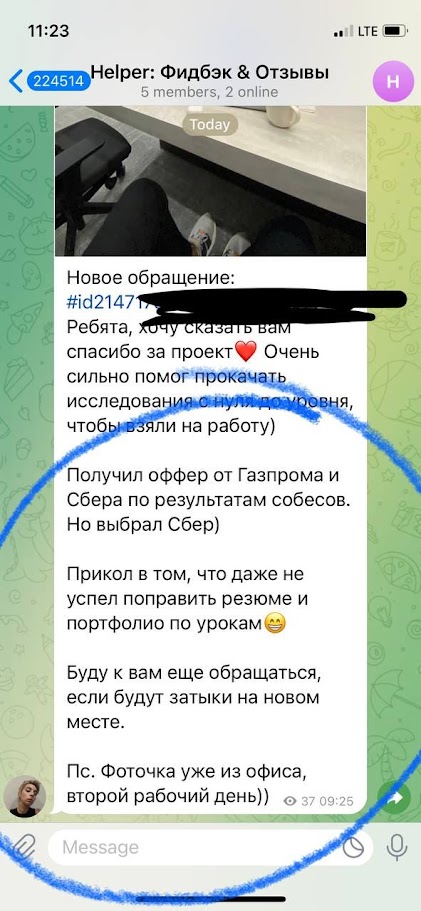 11:23
LTE
224514
Helper: Фидбэк & Отзывы
5 members, 2 online
H
Today
Новое обращение:
#id21471
Ребята, хочу сказать вам
спасибо за проект❤️ Очень
сильно помог прокачать
исследования с нуля до уровня,
чтобы взяли на работу)
Получил оффер от Газпрома и
Сбера по результатам собесов.
Но выбрал Сбер)
Прикол в том, что даже не
успел поправить резюме и
портфолио по урокам😁
Буду к вам еще обращаться,
если будут затыки на новом
месте.
Пс. Фоточка уже из офиса,
второй рабочий день))
37 09:25
Message